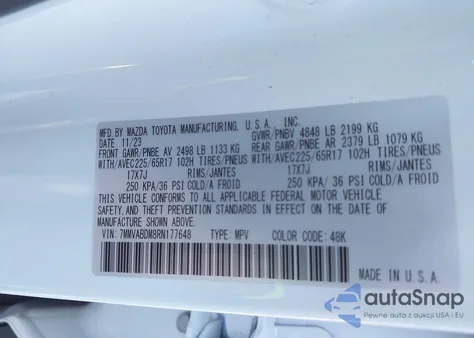 MFD.BY MAZDA TOYOTA MANUFACTURING, U.S.A., INC.
DATE 11/23 GVWR/PNBV 4848 LB 2199 KG
FRONT GAWR/PNBE AV 2498 LB 1133 KG REAR GAWR/PNBE AR 2379 LB 1079 KG
WITH/AVEC225/65R17 102H TIRES/PNEUS WITH/AVEC225/65R17 102H TIRES/PNEUS
17X7J RIMS/JANTES 17X7J RIMS/JANTES
250 KPA/ 36 PSI COLD/A FROID 250 KPA/ 36 PSI COLD/A FROID
THIS VEHICLE CONFORMS TO ALL APPLICABLE FEDERAL MOTOR VEHICLE
SAFETY AND BUMPER STANDARDS IN EFFECT ON THE DATE OF
MANUFACTURE SHOWN ABOVE.
VIN: 7MMVABDM8RN177648 TYPE: MPV COLOR CODE: 48K
MADE IN U.S.A.
autoSnap
Pewne auta z aukcji USA i EU